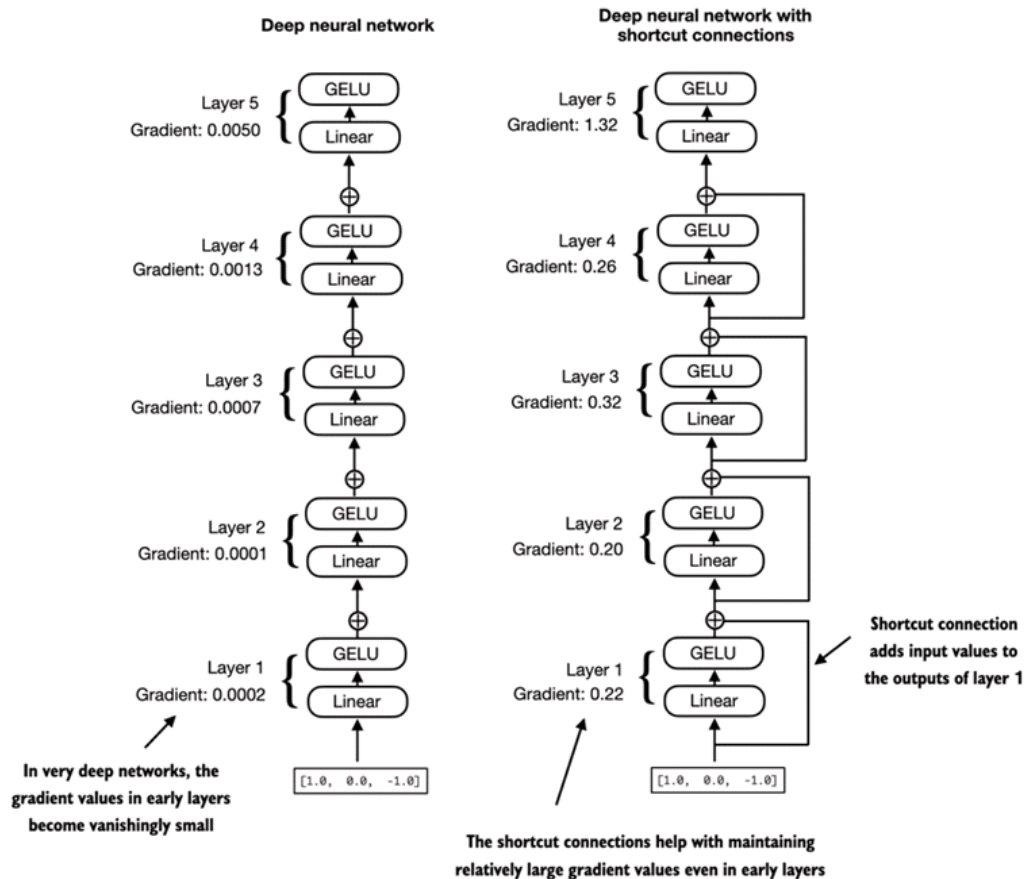 Deep neural network
GELU
Layer 5
Gradient: 0.0050
Linear
GELU
Layer 4
Gradient: 0.0013
Linear
GELU
Layer 3
Gradient: 0.0007
Linear
GELU
Layer 2
Gradient: 0.0001
Linear
GELU
Layer 1
Gradient: 0.0002
Linear
[1.0, 0.0, -1.0]
In very deep networks, the
gradient values in early layers
become vanishingly small
Deep neural network with
shortcut connections
GELU
Layer 5
Gradient: 1.32
Linear
GELU
Layer 4
Gradient: 0.26
Linear
GELU
Layer 3
Gradient: 0.32
Linear
GELU
Layer 2
Gradient: 0.20
Linear
GELU
Layer 1
Gradient: 0.22
Linear
[1.0, 0.0, -1.0]
Shortcut connection
adds input values to
the outputs of layer 1
The shortcut connections help with maintaining
relatively large gradient values even in early layers